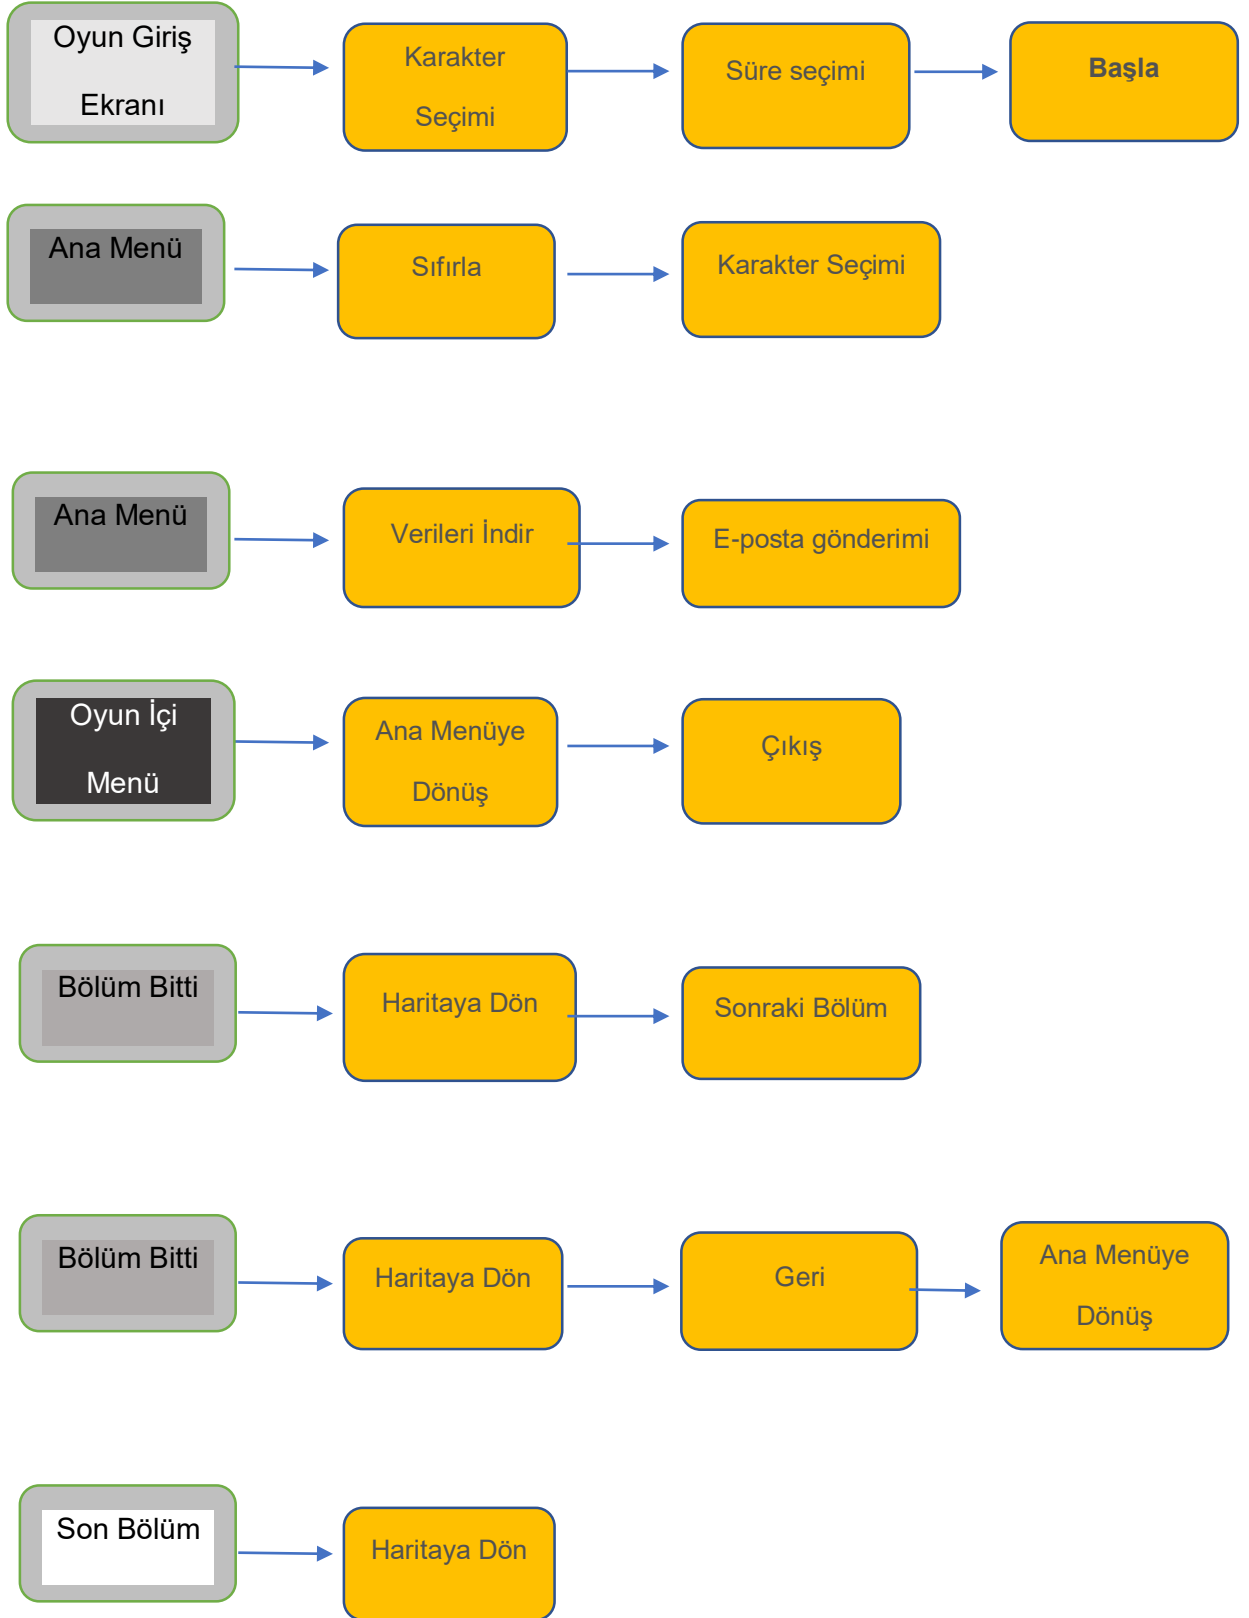 Oyun Giriş
Ekranı
Karakter
Seçimi
Süre seçimi
Başla
Ana Menü
Sıfırla
Karakter Seçimi
Ana Menü
Verileri İndir
E-posta gönderimi
Oyun İçi
Menü
Ana Menüye
Dönüş
Çıkış
Bölüm Bitti
Haritaya Dön
Sonraki Bölüm
Bölüm Bitti
Haritaya Dön
Geri
Ana Menüye
Dönüş
Son Bölüm
Haritaya Dön